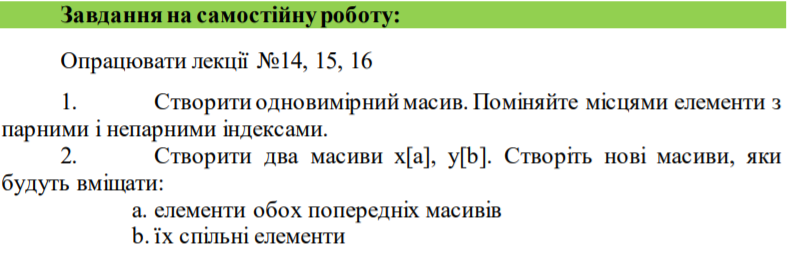 Завдання на самостійну роботу:
Опрацювати лекції №14, 15, 16
1. Створити одновимірний масив. Поміняйте місцями елементи з
парними і непарними індексами.
2. Створити два масиви x[a], y[b]. Створіть нові масиви, яки
будуть вміщати:
a. елементи обох попередніх масивів
b. їх спільні елементи